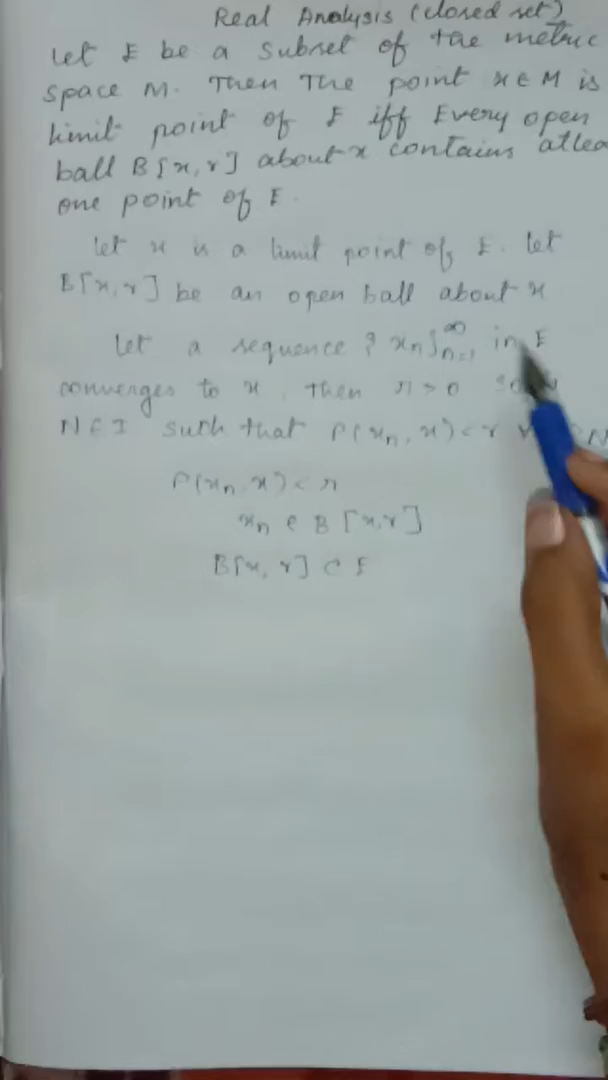 Real Analysis (closed set)
Let E be a subset of the metric
space M. Then The point x ∈ M is
limit point of E iff Every open
ball B[x, r] about x contains atlea
one point of E.
Let x is a limit point of E. Let
B[x, r] be an open ball about x
Let a sequence {xn}∞n=1 in E
converges to x, then r > 0
N ∈ I such that ρ(xn, x) < r N
ρ(xn, x) < r
xn ∈ B[x, r]
B[x, r] ⊂ E